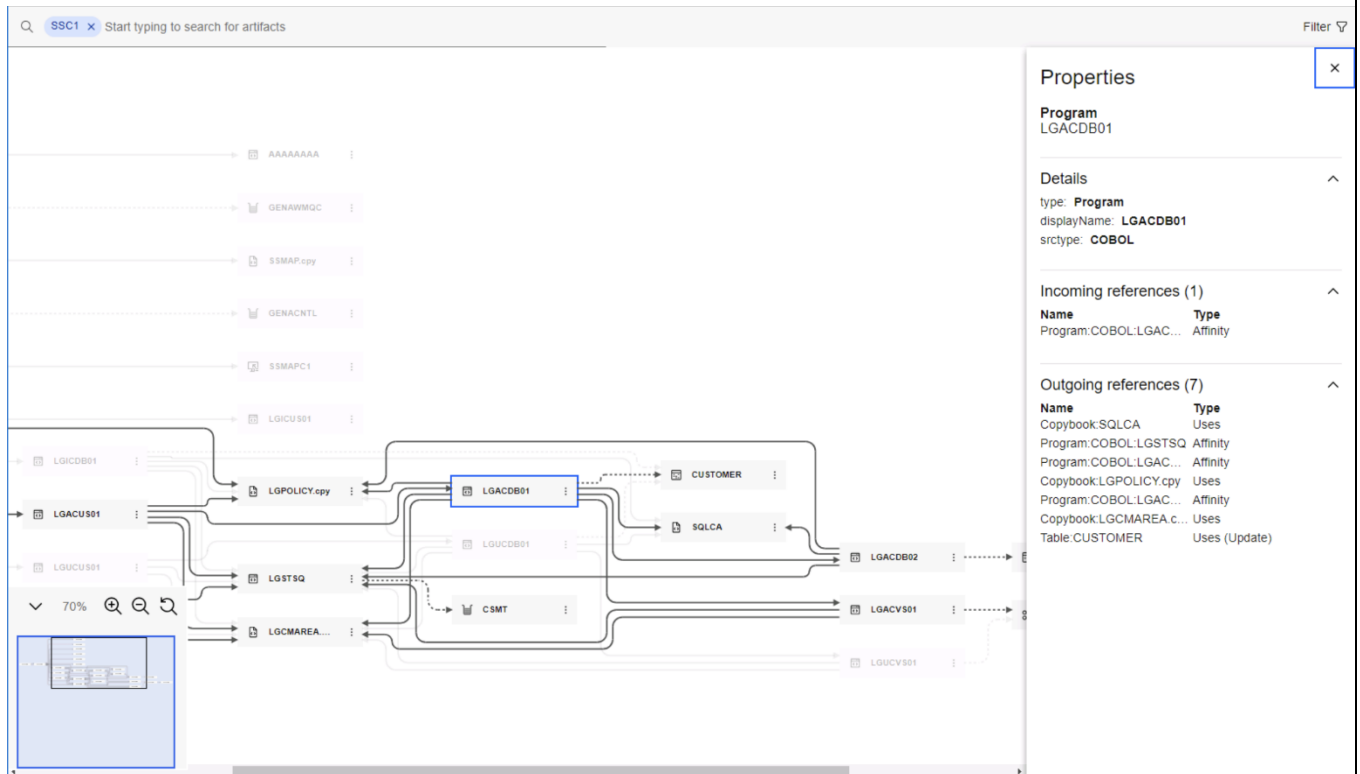 SSC1 × Start typing to search for artifacts
Filter
Properties
Program
LGACDB01
Details
type: Program
displayName: LGACDB01
srctype: COBOL
Incoming references (1)
Name Type
Program:COBOL:LGAC... Affinity
Outgoing references (7)
Name Type
Copybook:SQLCA Uses
Program:COBOL:LGSTSQ Affinity
Program:COBOL:LGAC... Affinity
Copybook:LGPOLICY.cpy Uses
Program:COBOL:LGAC... Affinity
Copybook:LGCMAREA.c... Uses
Table:CUSTOMER Uses (Update)
AAAAAAAA
GENAWMQC
SSMAP.cpy
GENACNTL
SSMAPC1
LGICUS01
LGICDB01
LGACUS01
LGUCUS01
LGPOLICY.cpy
LGSTSQ
LGCMAREA....
LGACDB01
LGUCDB01
CSMT
CUSTOMER
SQLCA
LGACDB02
LGACVS01
LGUCVS01
70%